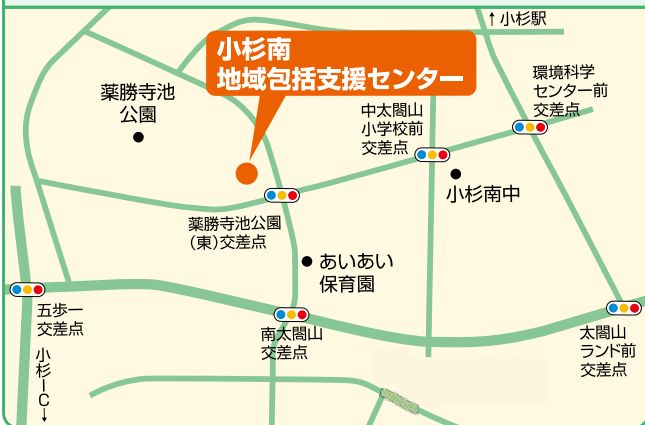 ↑小杉駅
小杉南
地域包括支援センター
環境科学
センター前
交差点
薬勝寺池
公園
中太閤山
小学校前
交差点
小杉南中
薬勝寺池公園
（東）交差点
あいあい
保育園
五歩一
交差点
南太閤山
交差点
太閤山
ランド前
交差点
小杉IC↓